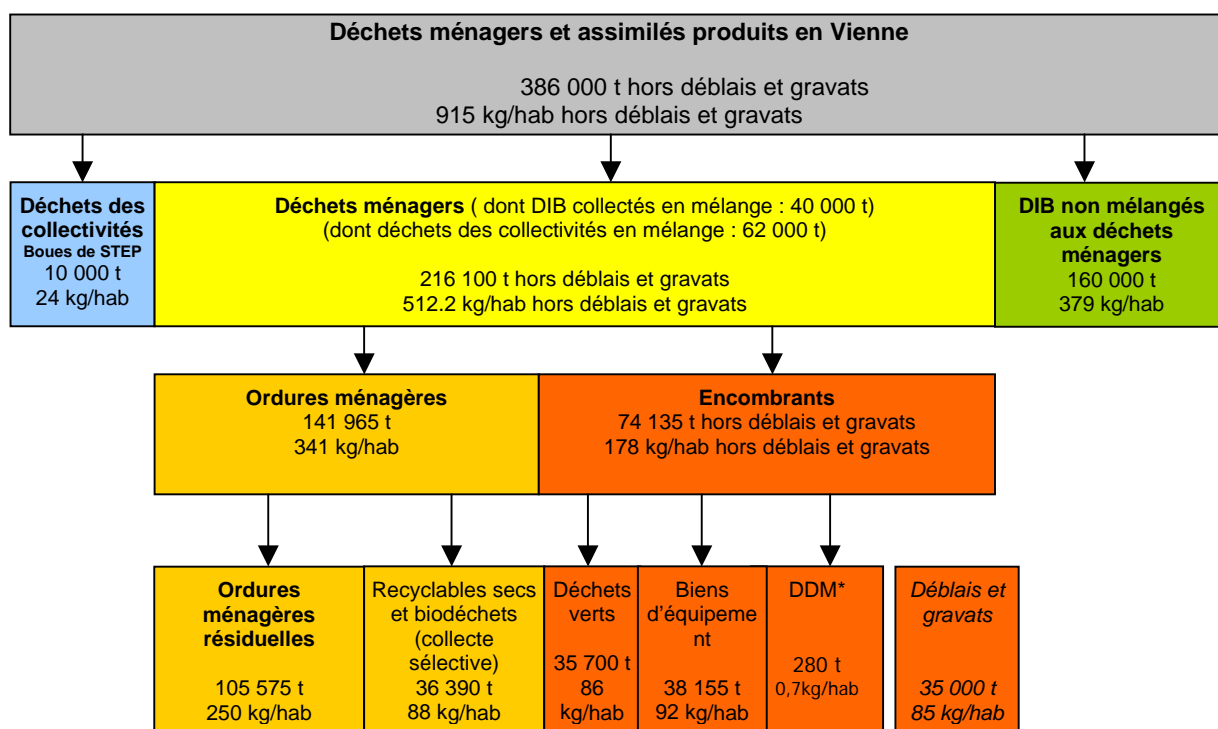 Déchets ménagers et assimilés produits en Vienne
386 000 t hors déblais et gravats
915 kg/hab hors déblais et gravats
Déchets des
collectivités
Boues de STEP
10 000 t
24 kg/hab
Déchets ménagers ( dont DIB collectés en mélange : 40 000 t)
(dont déchets des collectivités en mélange : 62 000 t)
216 100 t hors déblais et gravats
512.2 kg/hab hors déblais et gravats
DIB non mélangés
aux déchets
ménagers
160 000 t
379 kg/hab
Ordures ménagères
141 965 t
341 kg/hab
Encombrants
74 135 t hors déblais et gravats
178 kg/hab hors déblais et gravats
Ordures
ménagères
résiduelles
105 575 t
250 kg/hab
Recyclables secs
et biodéchets
(collecte
sélective)
36 390 t
88 kg/hab
Déchets
verts
35 700 t
86
kg/hab
Biens
d'équipeme
nt
38 155 t
92 kg/hab
DDM*
280 t
0,7kg/hab
Déblais et
gravats
35 000 t
85 kg/hab